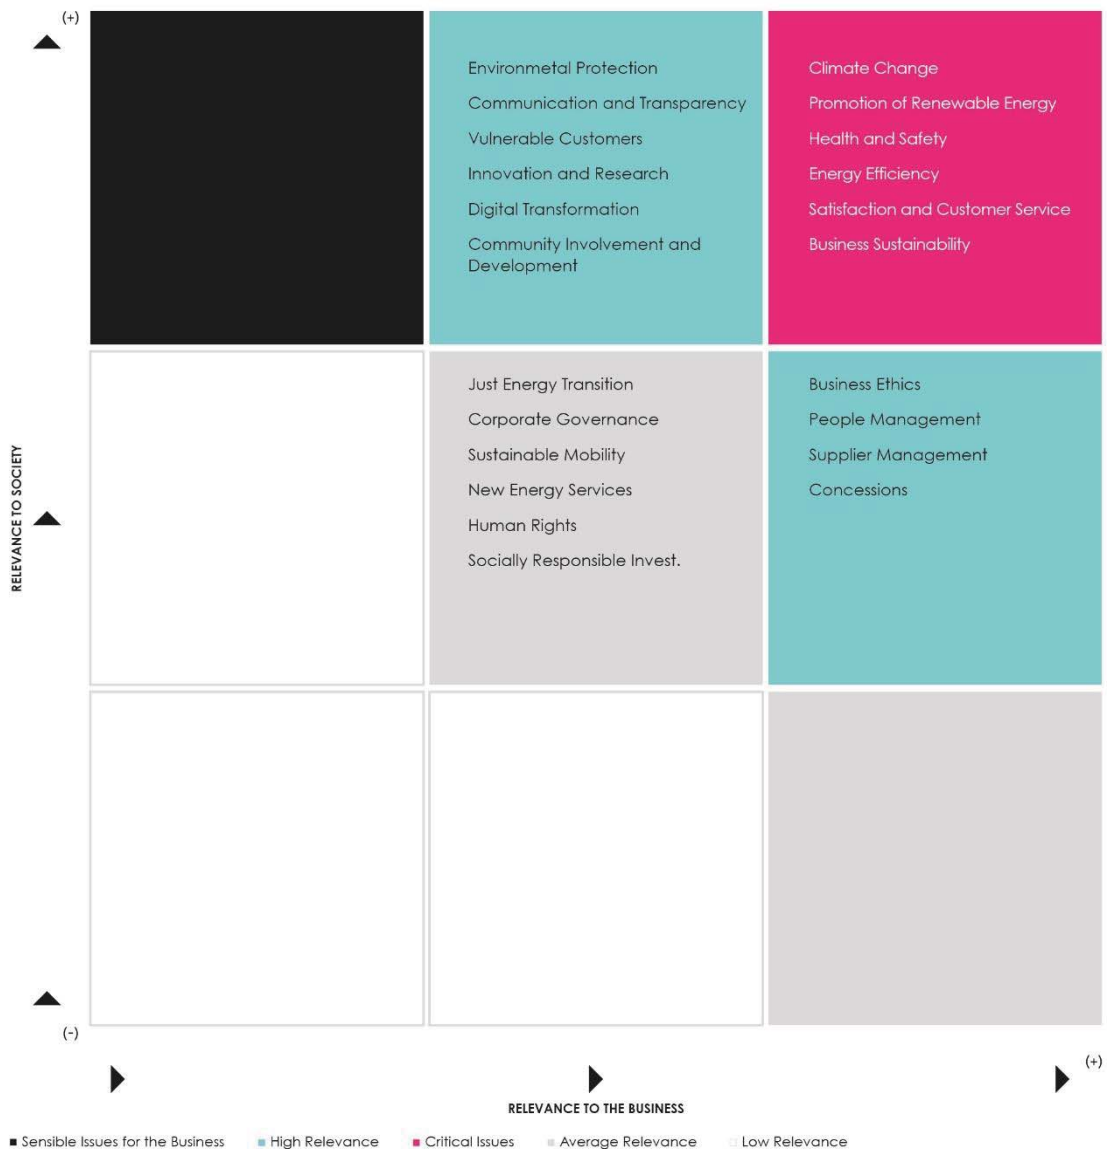 (+)
Environmetal Protection
Communication and Transparency
Vulnerable Customers
Innovation and Research
Digital Transformation
Community Involvement and
Development
Climate Change
Promotion of Renewable Energy
Health and Safety
Energy Efficiency
Satisfaction and Customer Service
Business Sustainability
RELEVANCE TO SOCIETY
Just Energy Transition
Corporate Governance
Sustainable Mobility
New Energy Services
Human Rights
Socially Responsible Invest.
Business Ethics
People Management
Supplier Management
Concessions
(-)
(+)
RELEVANCE TO THE BUSINESS
Sensible Issues for the Business
High Relevance
Critical Issues
Average Relevance
Low Relevance